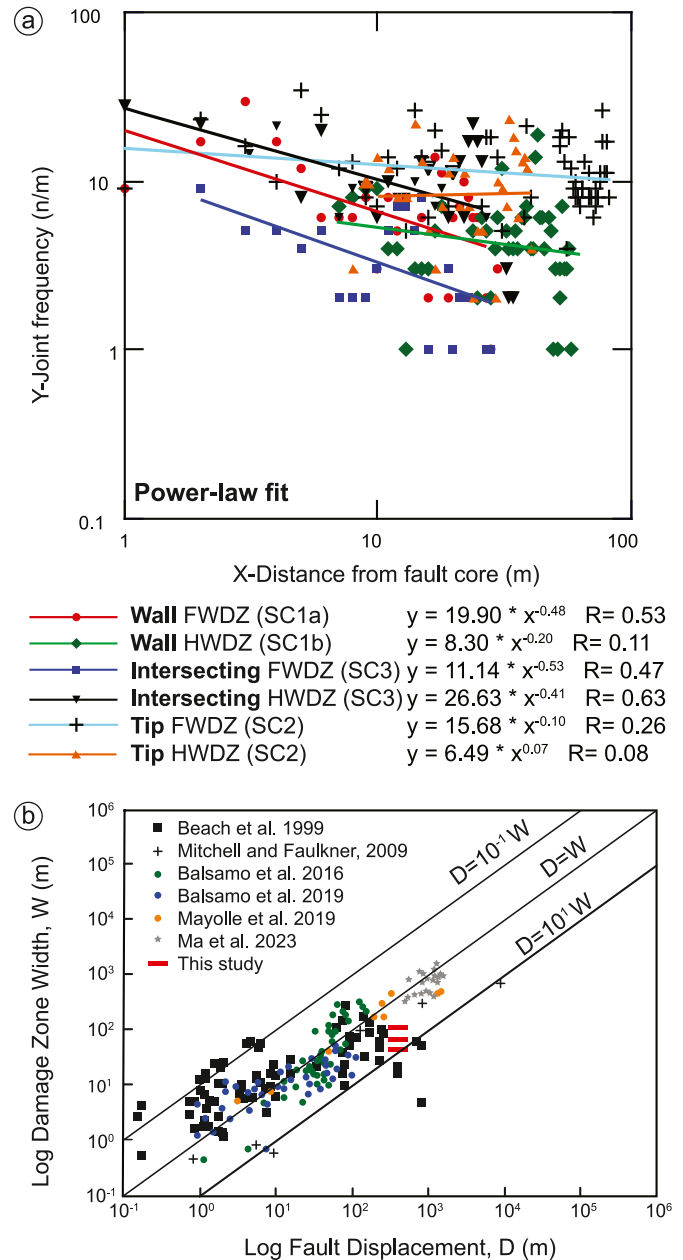 a
100
10
1
0.1
Y-Joint frequency (n/m)
Power-law fit
1
10
100
X-Distance from fault core (m)
Wall FWDZ (SC1a) y = 19.90 * x-0.48 R= 0.53
Wall HWDZ (SC1b) y = 8.30 * x-0.20 R= 0.11
Intersecting FWDZ (SC3) y = 11.14 * x-0.53 R= 0.47
Intersecting HWDZ (SC3) y = 26.63 * x-0.41 R= 0.63
Tip FWDZ (SC2) y = 15.68 * x-0.10 R= 0.26
Tip HWDZ (SC2) y = 6.49 * x0.07 R= 0.08
b
10^6
10^5
10^4
10^3
10^2
10^1
10^0
10^-1
Log Damage Zone Width, W (m)
Beach et al. 1999
Mitchell and Faulkner, 2009
Balsamo et al. 2016
Balsamo et al. 2019
Mayolle et al. 2019
Ma et al. 2023
This study
D=10^-1 W
D=W
D=10^1 W
10^-1
10^0
10^1
10^2
10^3
10^4
10^5
10^6
Log Fault Displacement, D (m)